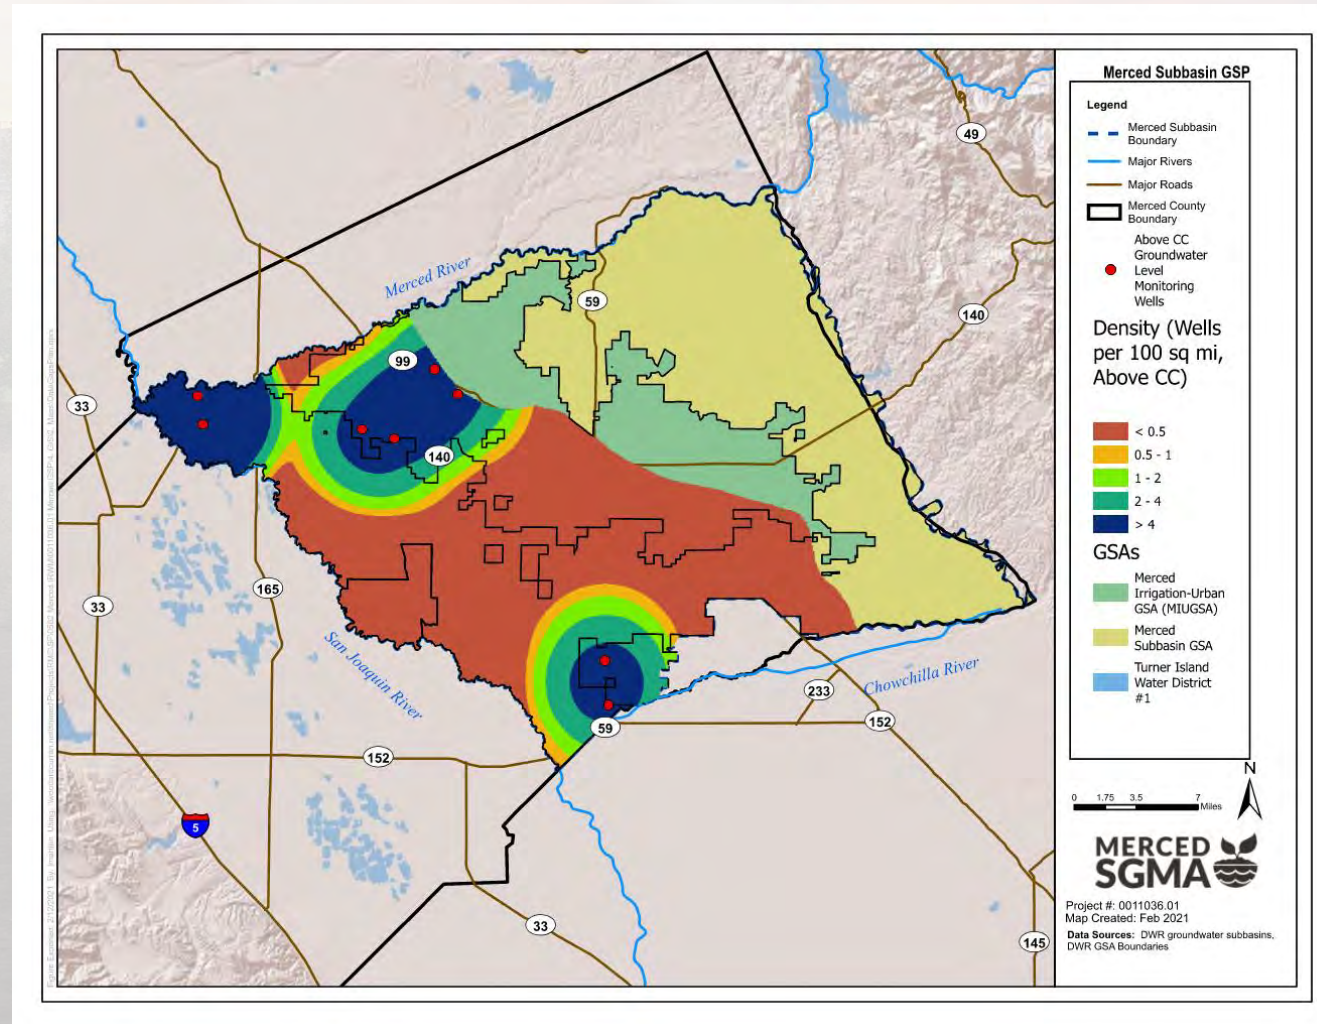 Merced Subbasin GSP
Legend
Merced Subbasin
Boundary
Major Rivers
Major Roads
Merced County
Boundary
Above CC
Groundwater
Level
Monitoring
Wells
Density (Wells
per 100 sq mi,
Above CC)
< 0.5
0.5 - 1
1 - 2
2 - 4
> 4
GSAs
Merced
Irrigation-Urban
GSA (MIUGSA)
Merced
Subbasin GSA
Turner Island
Water District
#1
N
0 1.75 3.5 7
Miles
MERCED
SGMA
Project #: 0011036.01
Map Created: Feb 2021
Data Sources: DWR groundwater subbasins,
DWR GSA Boundaries
49
Merced River
59
140
99
33
140
165
33
San Joaquin River
Chowchilla River
233
152
59
152
5
33
145